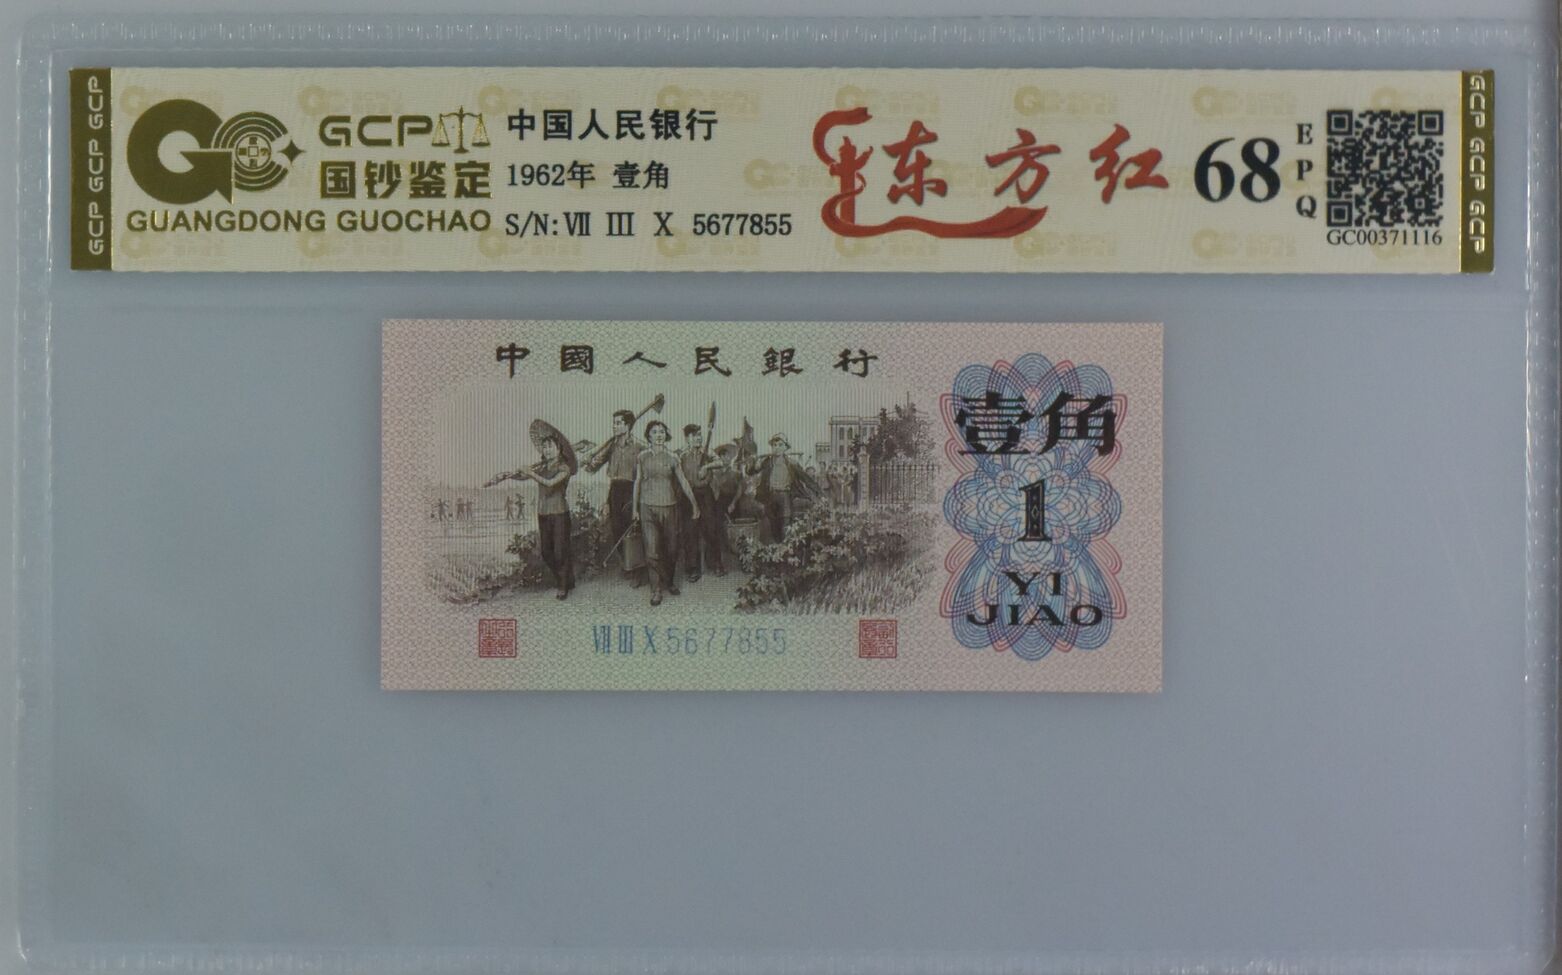 GCP GCP GCP
GCP
国钞鉴定
GUANGDONG GUOCHAO
中国人民银行
1962年 壹角
S/N:Ⅶ Ⅲ Ⅹ 5677855
东方红
68
EPQ
GC00371116
GCP GCP GCP
中國人民銀行
壹角
1
YI
JIAO
Ⅶ Ⅲ Ⅹ 5677855